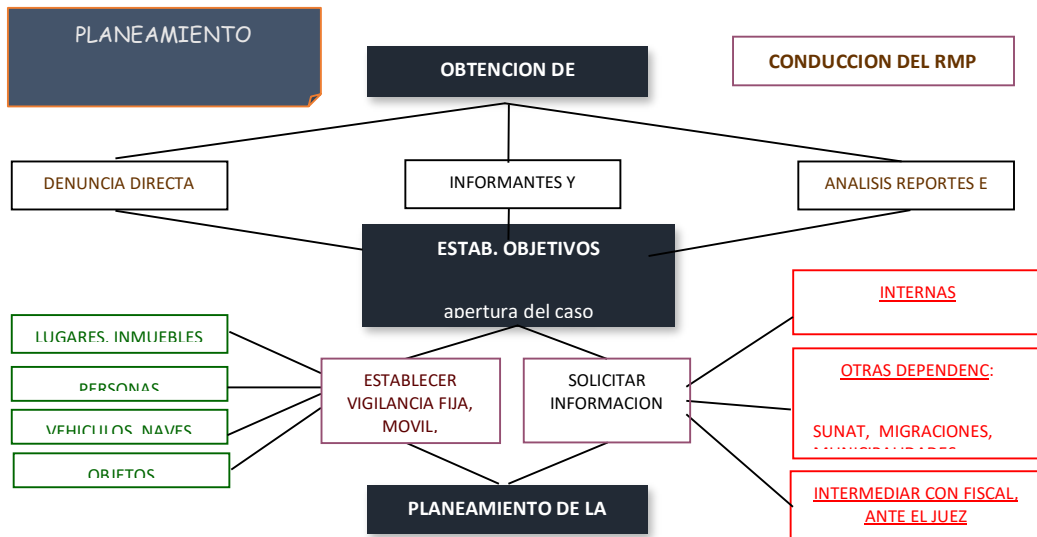 PLANEAMIENTO
OBTENCION DE
CONDUCCION DEL RMP
DENUNCIA DIRECTA
INFORMANTES Y
ANALISIS REPORTES E
ESTAB. OBJETIVOS
apertura del caso
INTERNAS
LUGARES, INMUEBLES
PERSONAS
VEHICULOS, NAVES
OBJETOS
ESTABLECER
VIGILANCIA FIJA,
MOVIL,
SOLICITAR
INFORMACION
OTRAS DEPENDENC:
SUNAT, MIGRACIONES,
MUNICIPALIDADES
PLANEAMIENTO DE LA
INTERMEDIAR CON FISCAL,
ANTE EL JUEZ